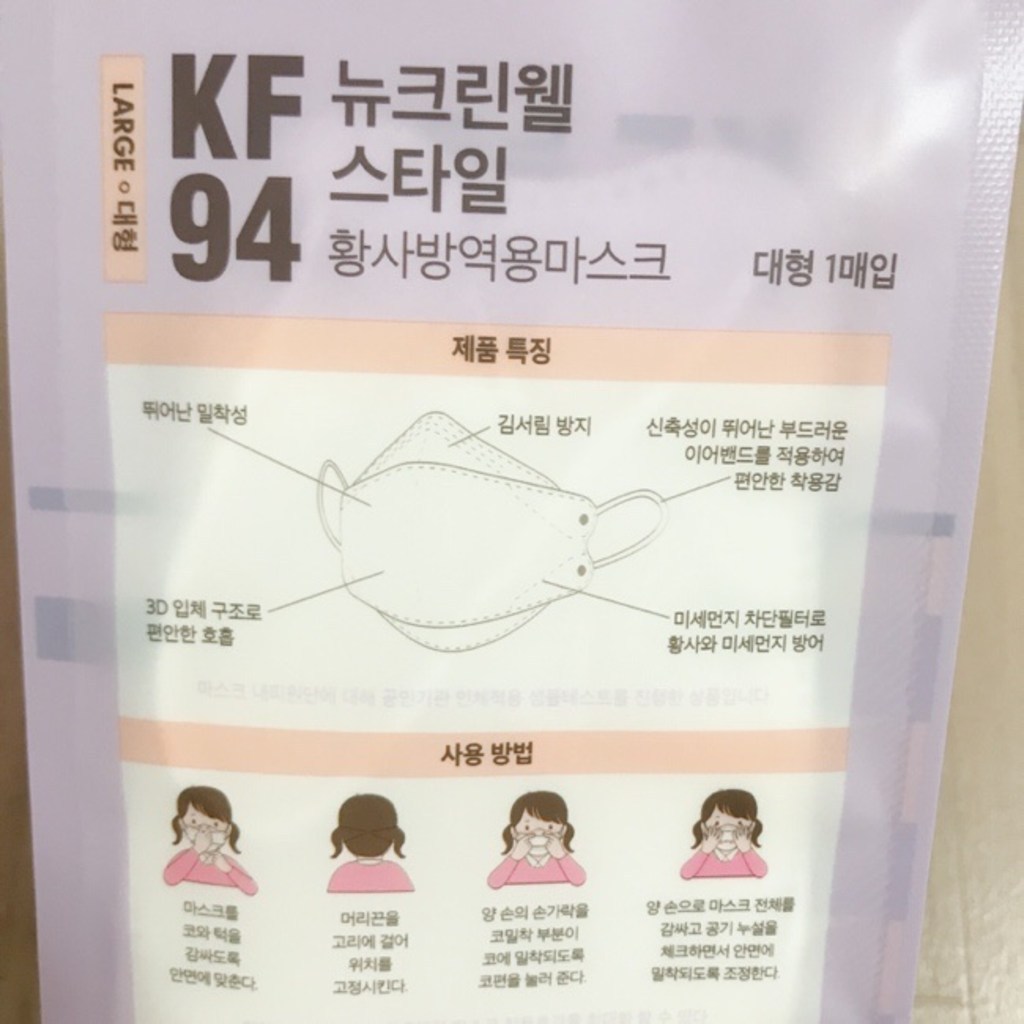 LARGE ○ 대형
KF
94
뉴크린웰
스타일
황사방역용마스크
대형 1매입
제품 특징
뛰어난 밀착성
김서림 방지
신축성이 뛰어난 부드러운
이어밴드를 적용하여
편안한 착용감
3D 입체 구조로
편안한 호흡
미세먼지 차단필터로
황사와 미세먼지 방어
사용 방법
마스크를
코와 턱을
감싸도록
안면에 맞춘다.
머리끈을
고리에 걸어
위치를
고정시킨다.
양 손의 손가락을
코밀착 부분이
코에 밀착되도록
코편을 눌러 준다.
양 손으로 마스크 전체를
감싸고 공기 누설을
체크하면서 안면에
밀착되도록 조정한다.